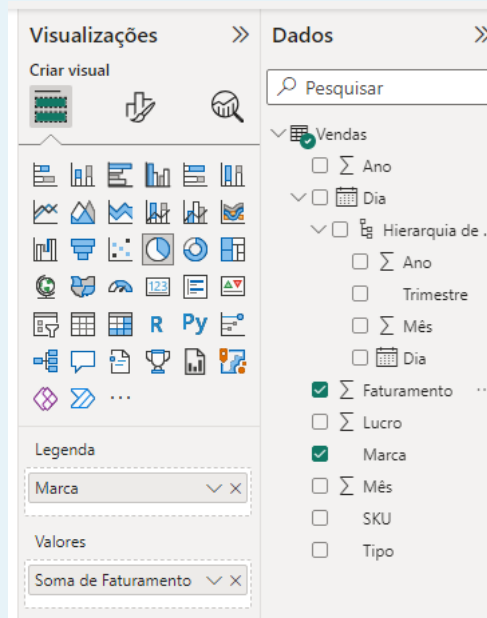 Visualizações
Criar visual
123
R
Py
...
Legenda
Marca
Valores
Soma de Faturamento
Dados
Pesquisar
Vendas
∑ Ano
Dia
Hierarquia de ..
∑ Ano
Trimestre
∑ Mês
Dia
∑ Faturamento ...
∑ Lucro
Marca
∑ Mês
SKU
Tipo